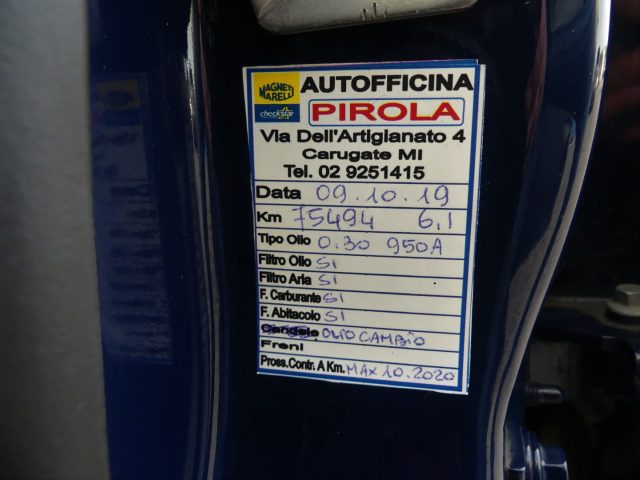 MAGNETI MARELLI
checkstar
AUTOFFICINA
PIROLA
Via Dell'Artigianato 4
Carugate MI
Tel. 02 9251415
Data 09.10.19
Km 75494 6,1
Tipo Olio 0.30 950A
Filtro Olio SI
Filtro Aria SI
F. Carburante SI
F. Abitacolo SI
Candele OLIO CAMBIO
Freni
Pross.Contr. A Km. MAX 10.2020